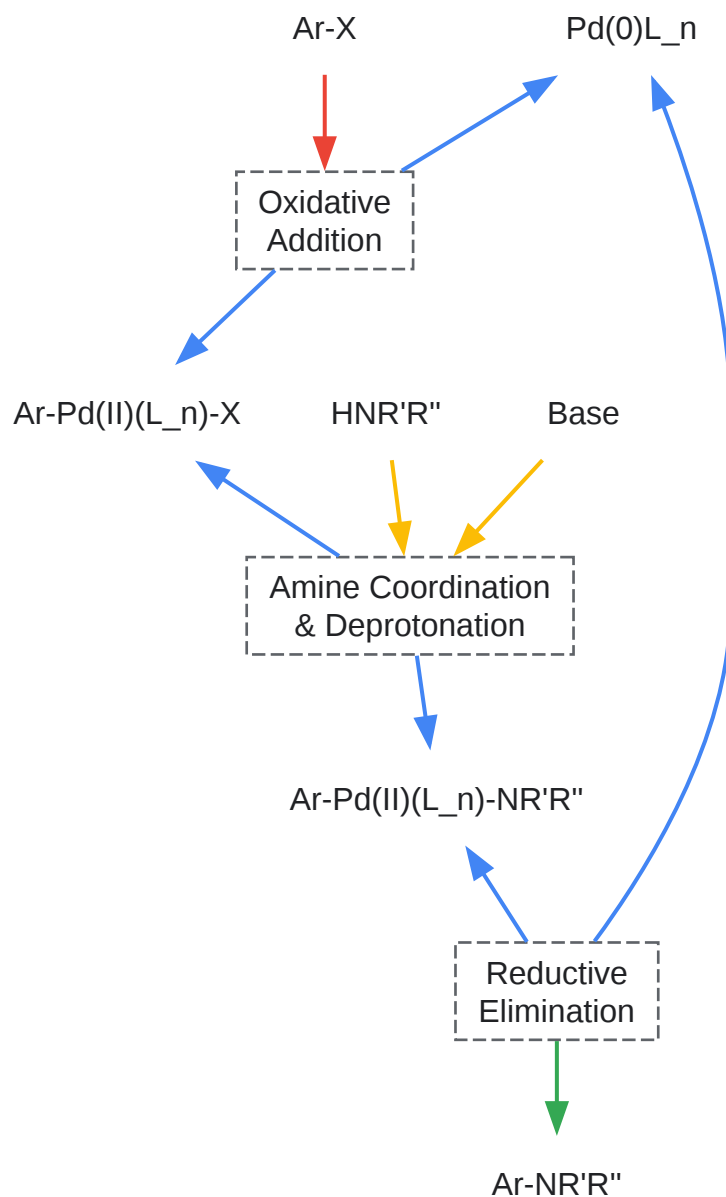 Ar-X
Pd(0)L_n
Oxidative
Addition
Ar-Pd(II)(L_n)-X
HNR'R"
Base
Amine Coordination
& Deprotonation
Ar-Pd(II)(L_n)-NR'R"
Reductive
Elimination
Ar-NR'R"